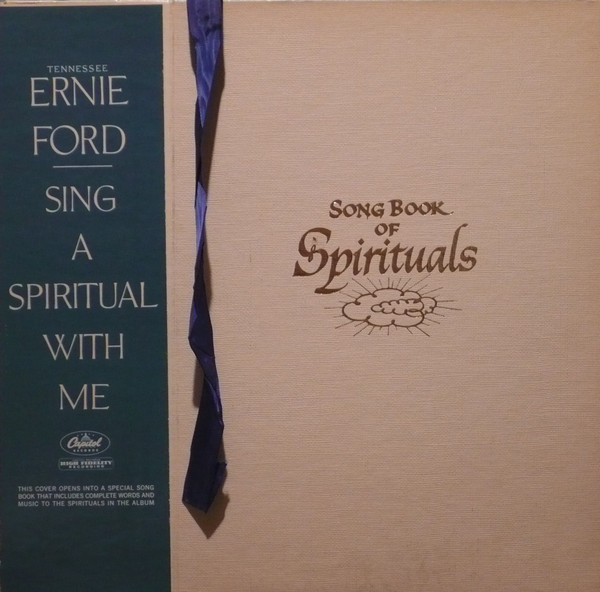 TENNESSEE
ERNIE
FORD
SING
A
SPIRITUAL
WITH
ME
Capitol
RECORDS
HIGH FIDELITY
RECORDING
THIS COVER OPENS INTO A SPECIAL SONG
BOOK THAT INCLUDES COMPLETE WORDS AND
MUSIC TO THE SPIRITUALS IN THE ALBUM
SONG BOOK
OF
Spirituals